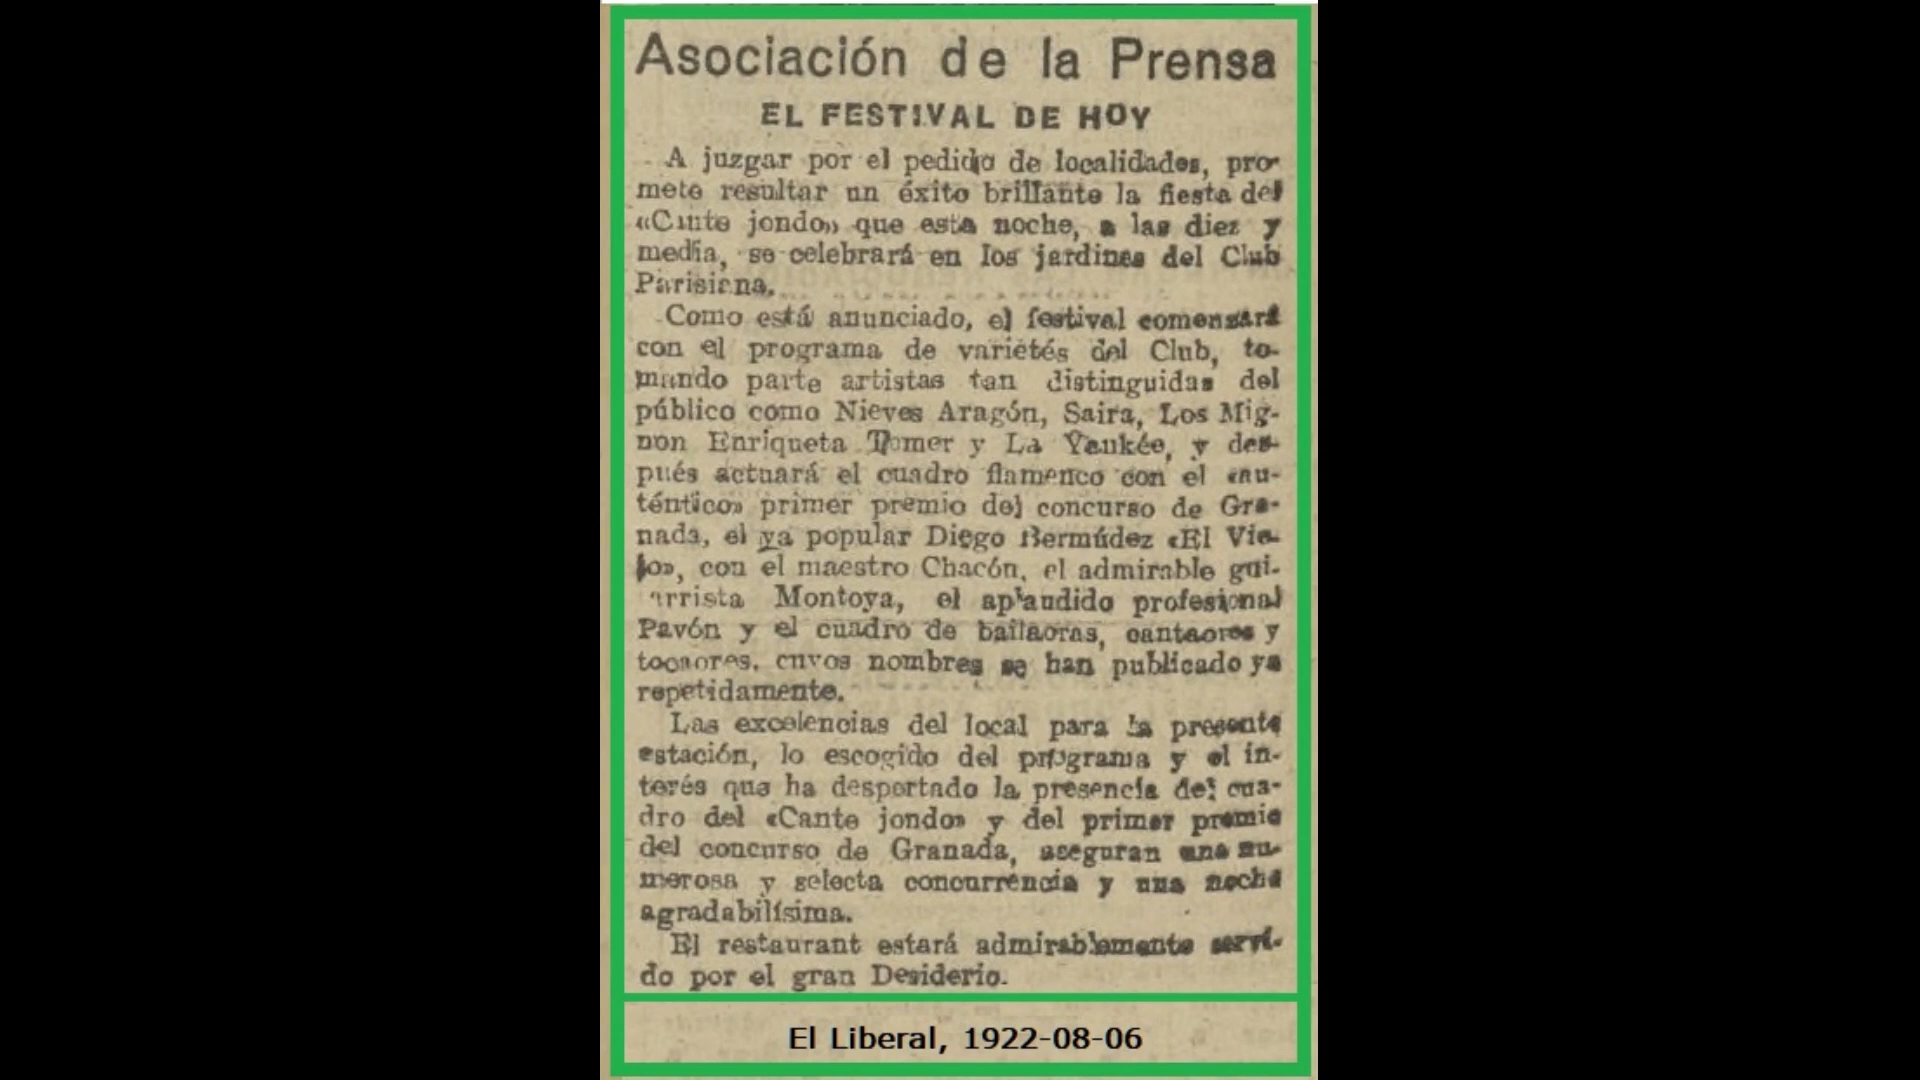 Asociación de la Prensa
EL FESTIVAL DE HOY
A juzgar por el pedido de localidades, pro-
mete resultar un éxito brillante la fiesta del
«Cante jondo» que esta noche, a las diez y
media, se celebrará en los jardines del Club
Parisiana.
Como está anunciado, el festival comenzará
con el programa de varietés del Club, to-
mando parte artistas tan distinguidas del
público como Nieves Aragón, Saira, Los Mig-
non Enriqueta Tomer y La Yankée, y des-
pués actuará el cuadro flamenco con el «au-
téntico» primer premio del concurso de Gra-
nada, el ya popular Diego Bermúdez «El Vie-
jo», con el maestro Chacón, el admirable gui-
tarrista Montoya, el aplaudido profesional
Pavón y el cuadro de bailaoras, cantaores y
tocaores, cuyos nombres se han publicado ya
repetidamente.
Las excelencias del local para la presente
estación, lo escogido del programa y el in-
terés que ha despertado la presencia del cua-
dro del «Cante jondo» y del primer premio
del concurso de Granada, aseguran una nu-
merosa y selecta concurrencia y una noche
agradabilísima.
El restaurant estará admirablemente servi-
do por el gran Desiderio.
El Liberal, 1922-08-06